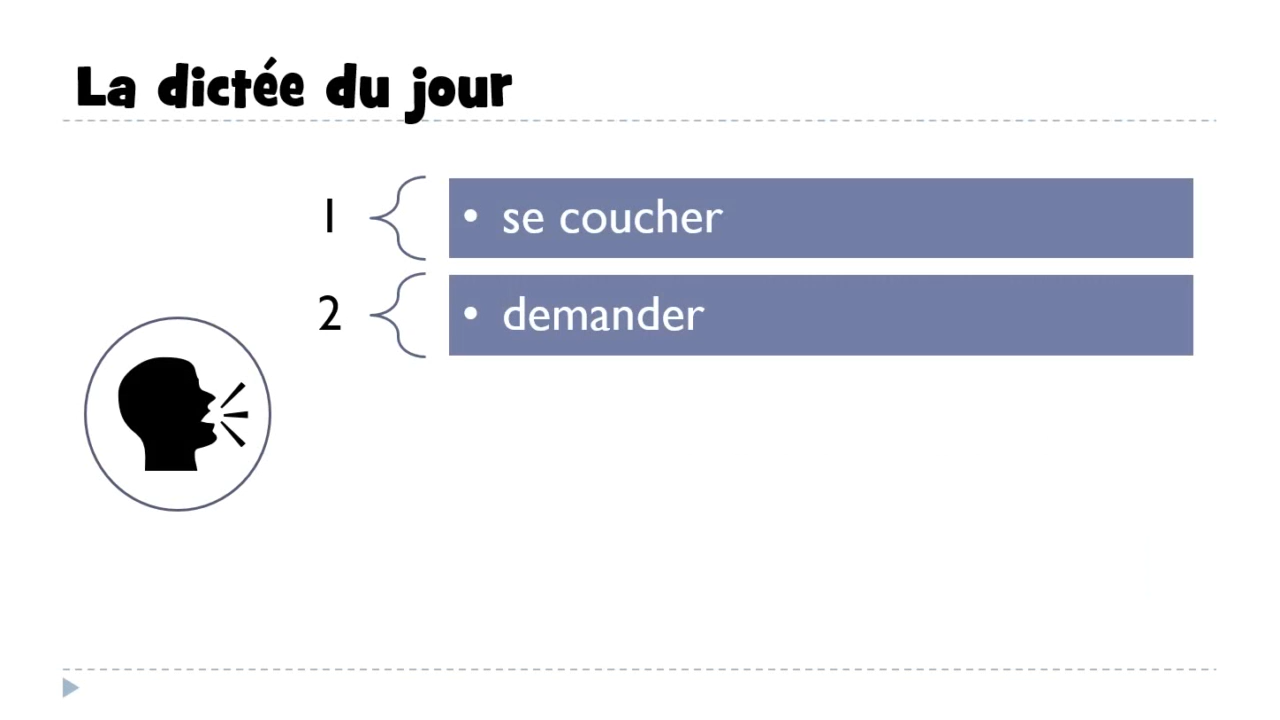 La dictée du jour
1
• se coucher
2
• demander